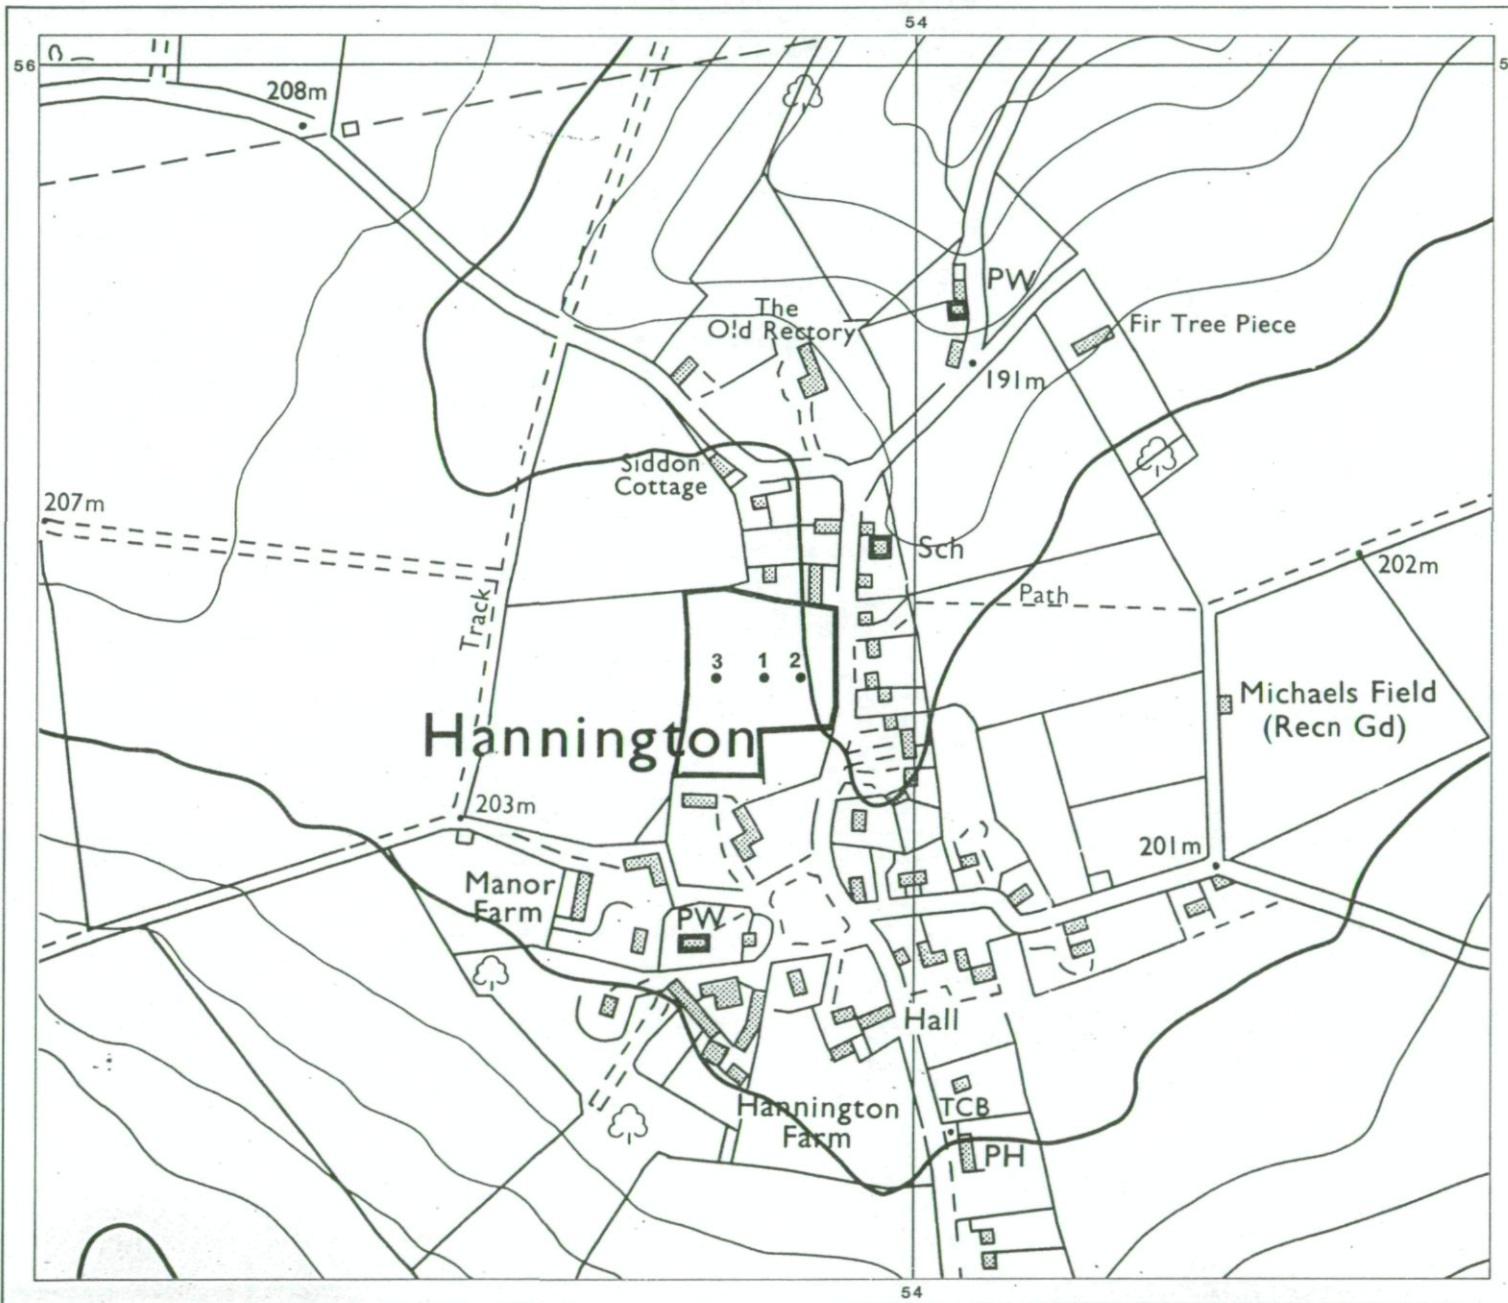 54
56
5
208m
PW
The
Old Rectory
Fir Tree Piece
191m
Siddon
Cottage
207m
Sch
202m
Path
Track
3 1 2
Michaels Field
(Recn Gd)
Hannington
203m
201m
Manor
Farm
PW
Hall
Hannington
Farm
TCB
PH
54